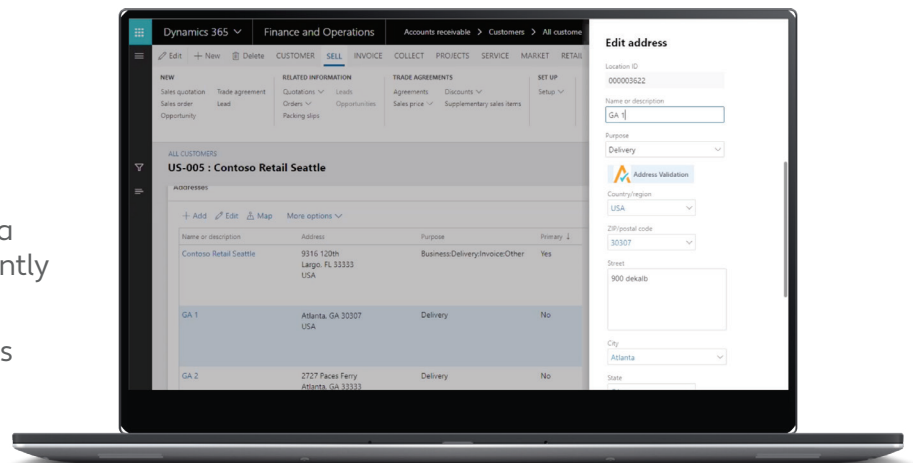 a
ntly
s
Dynamics 365
Finance and Operations
Accounts receivable > Customers > All custome
Edit + New Delete CUSTOMER SELL INVOICE COLLECT PROJECTS SERVICE MARKET RETAIL
NEW RELATED INFORMATION TRADE AGREEMENTS SET UP
Sales quotation Trade agreement Quotations Leads Agreements Discounts Setup
Sales order Lead Orders Opportunities Sales price Supplementary sales items
Opportunity Packing slips
ALL CUSTOMERS
US-005 : Contoso Retail Seattle
Addresses
+ Add Edit Map More options
Name or description Address Purpose Primary ↓
Contoso Retail Seattle 9316 120th Business;Delivery;Invoice;Other Yes
Largo, FL 33333
USA
GA 1 Atlanta, GA 30307 Delivery No
USA
GA 2 2727 Paces Ferry Delivery No
Atlanta, GA 33333
Edit address
Location ID
000003622
Name or description
GA 1
Purpose
Delivery
Address Validation
Country/region
USA
ZIP/postal code
30307
Street
900 dekalb
City
Atlanta
State